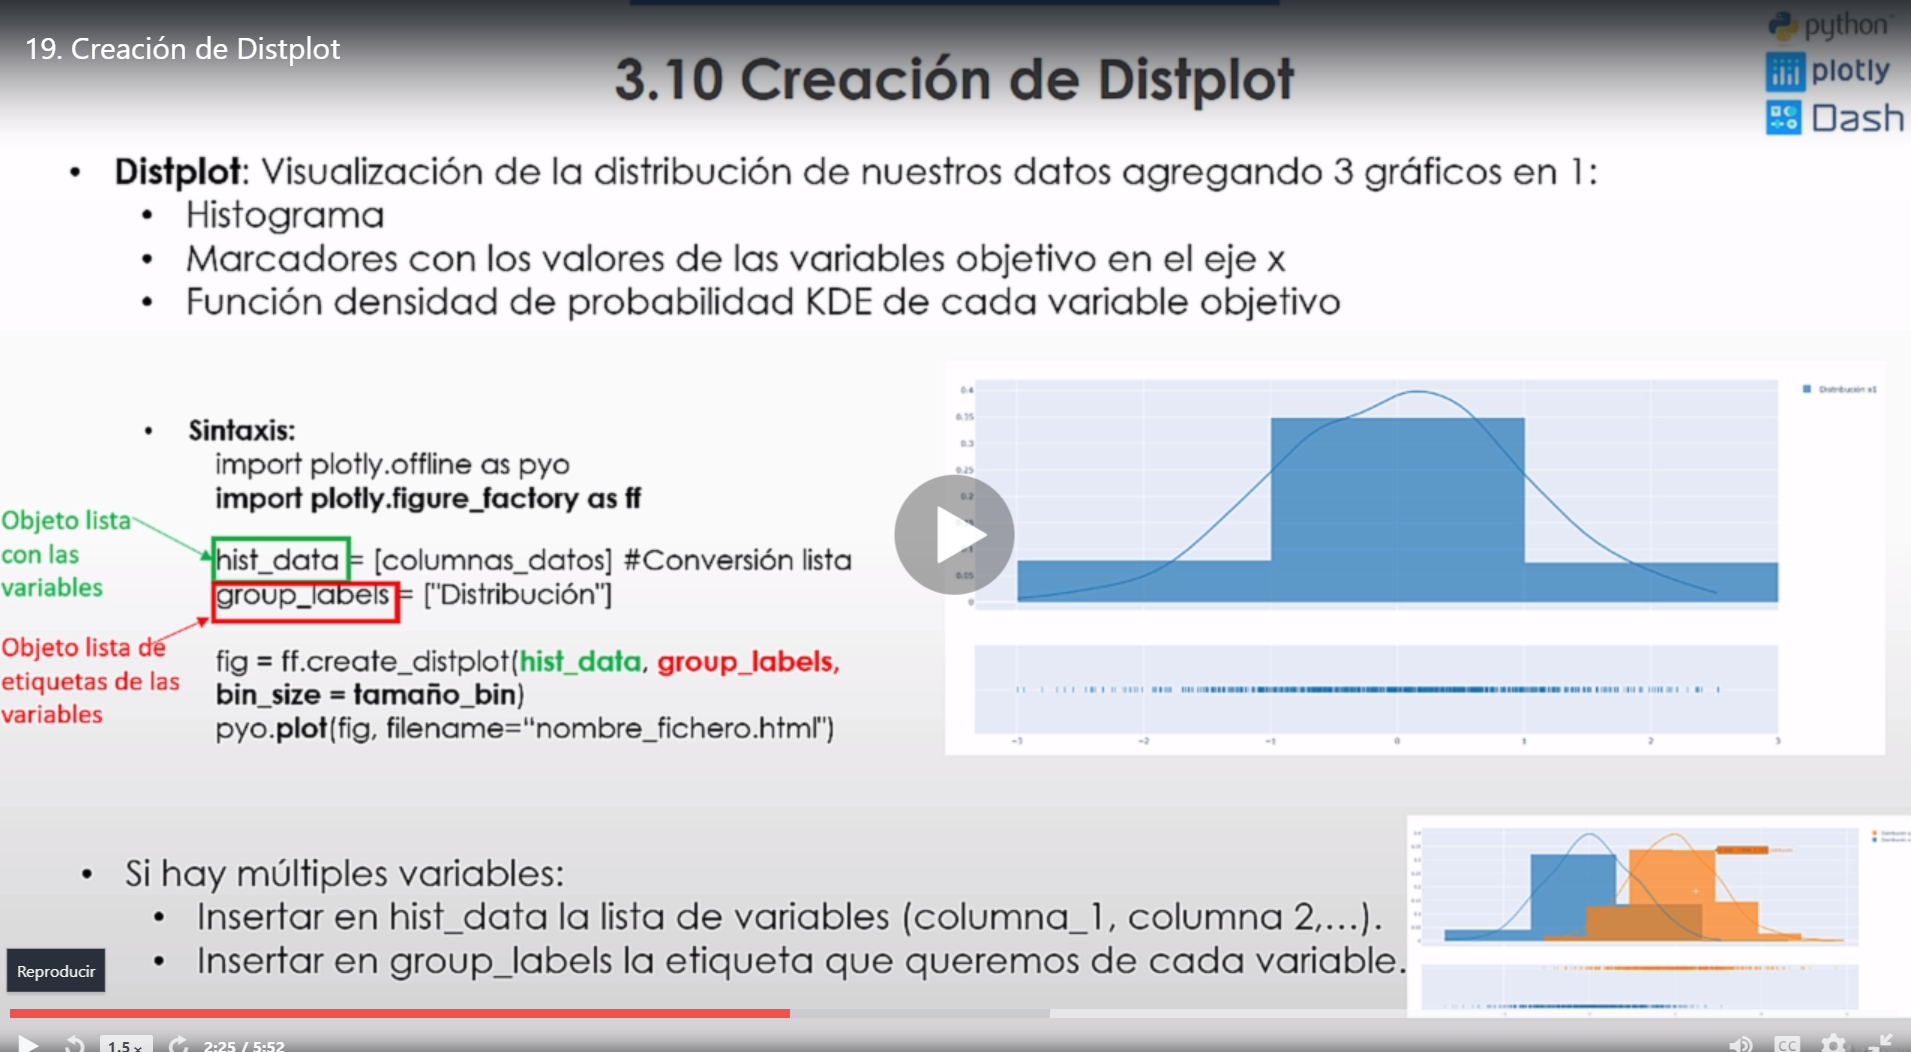 19. Creación de Distplot
3.10 Creación de Distplot
python
plotly
Dash
• Distplot: Visualización de la distribución de nuestros datos agregando 3 gráficos en 1:
• Histograma
• Marcadores con los valores de las variables objetivo en el eje x
• Función densidad de probabilidad KDE de cada variable objetivo
• Sintaxis:
import plotly.offline as pyo
import plotly.figure_factory as ff
Objeto lista
con las
variables
hist_data = [columnas_datos] #Conversión lista
group_labels = ["Distribución"]
Objeto lista de
etiquetas de las
variables
fig = ff.create_distplot(hist_data, group_labels,
bin_size = tamaño_bin)
pyo.plot(fig, filename=“nombre_fichero.html")
0.4
0.35
0.3
0.25
0.2
0.05
0
Distribución x1
-3 -2 -1 0 1 2 3
• Si hay múltiples variables:
• Insertar en hist_data la lista de variables (columna_1, columna 2,...).
• Insertar en group_labels la etiqueta que queremos de cada variable.
Reproducir
1.5 x
2:25 / 5:52
CC